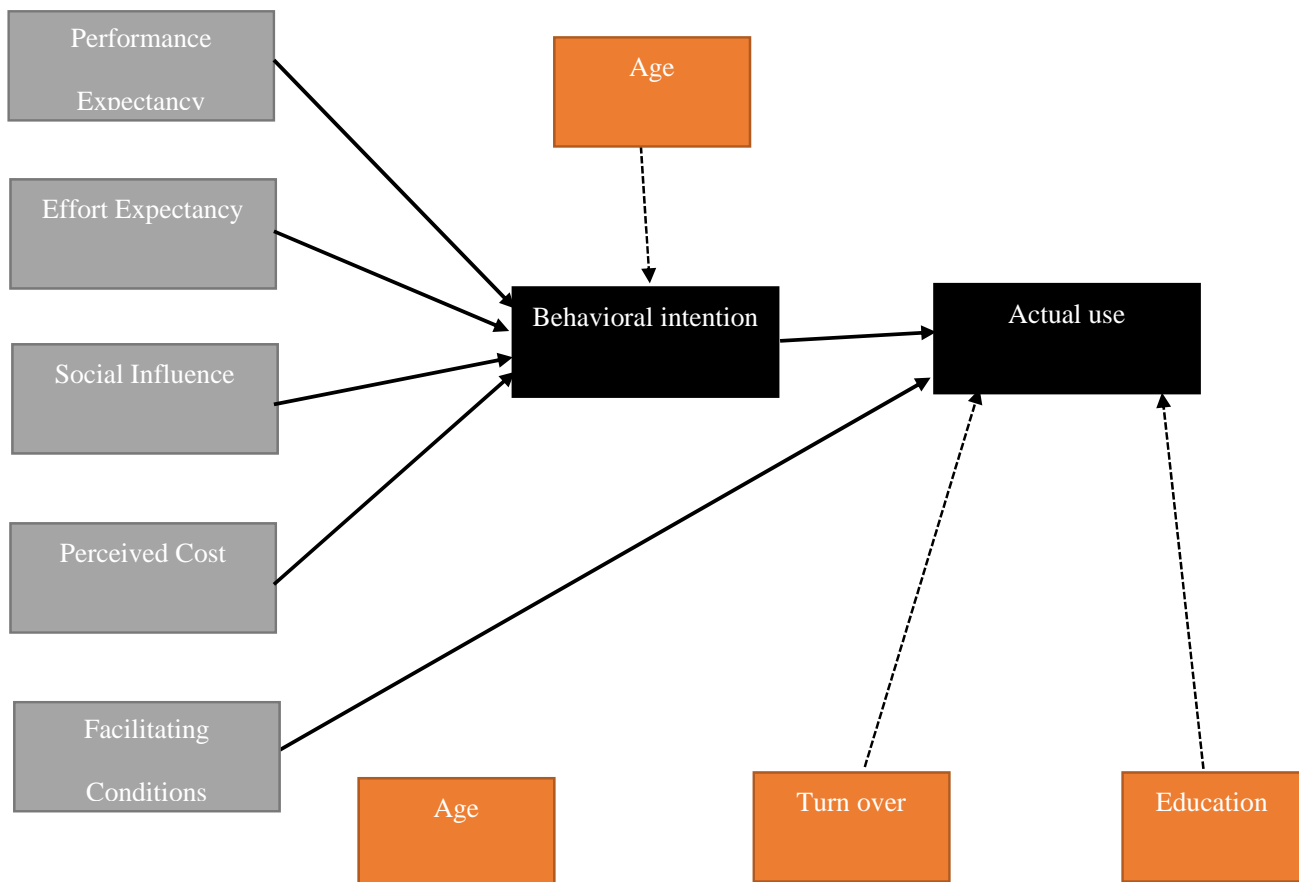 Performance
Expectancy
Age
Effort Expectancy
Behavioral intention
Actual use
Social Influence
Perceived Cost
Facilitating
Conditions
Age
Turn over
Education